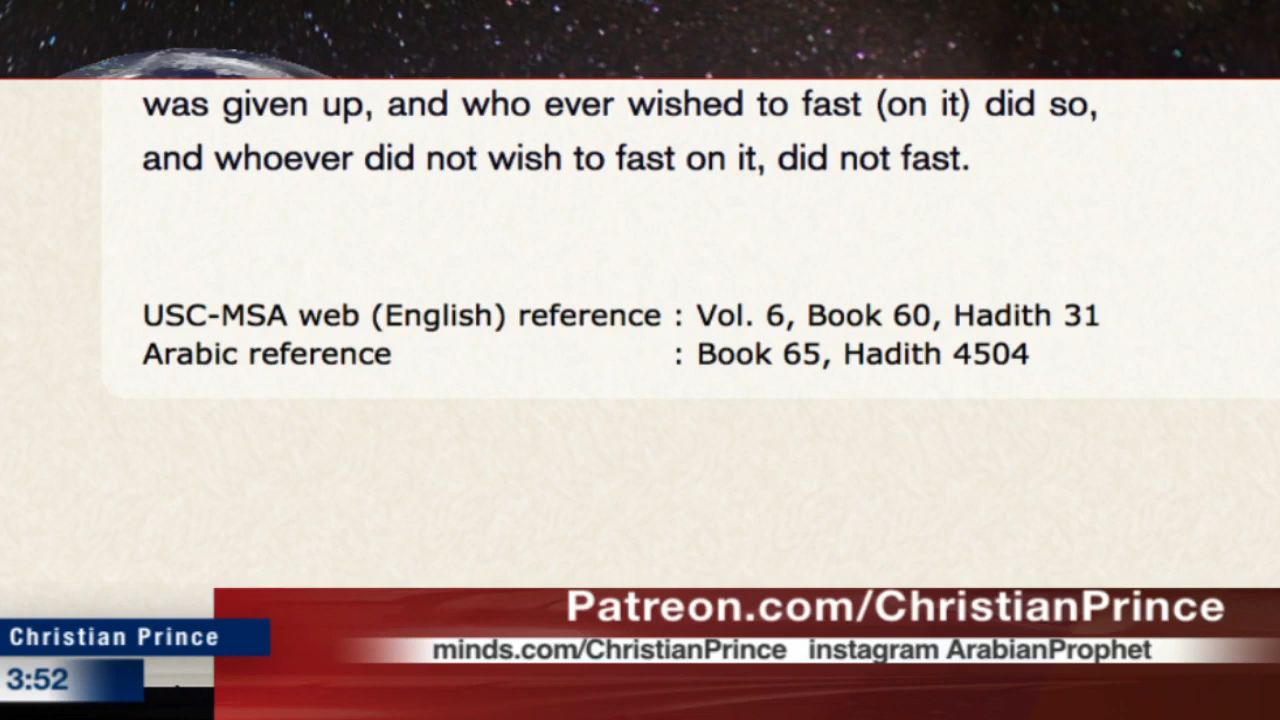 was given up, and who ever wished to fast (on it) did so,
and whoever did not wish to fast on it, did not fast.
USC-MSA web (English) reference : Vol. 6, Book 60, Hadith 31
Arabic reference : Book 65, Hadith 4504
Patreon.com/ChristianPrince
Christian Prince
minds.com/ChristianPrince instagram ArabianProphet
3:52